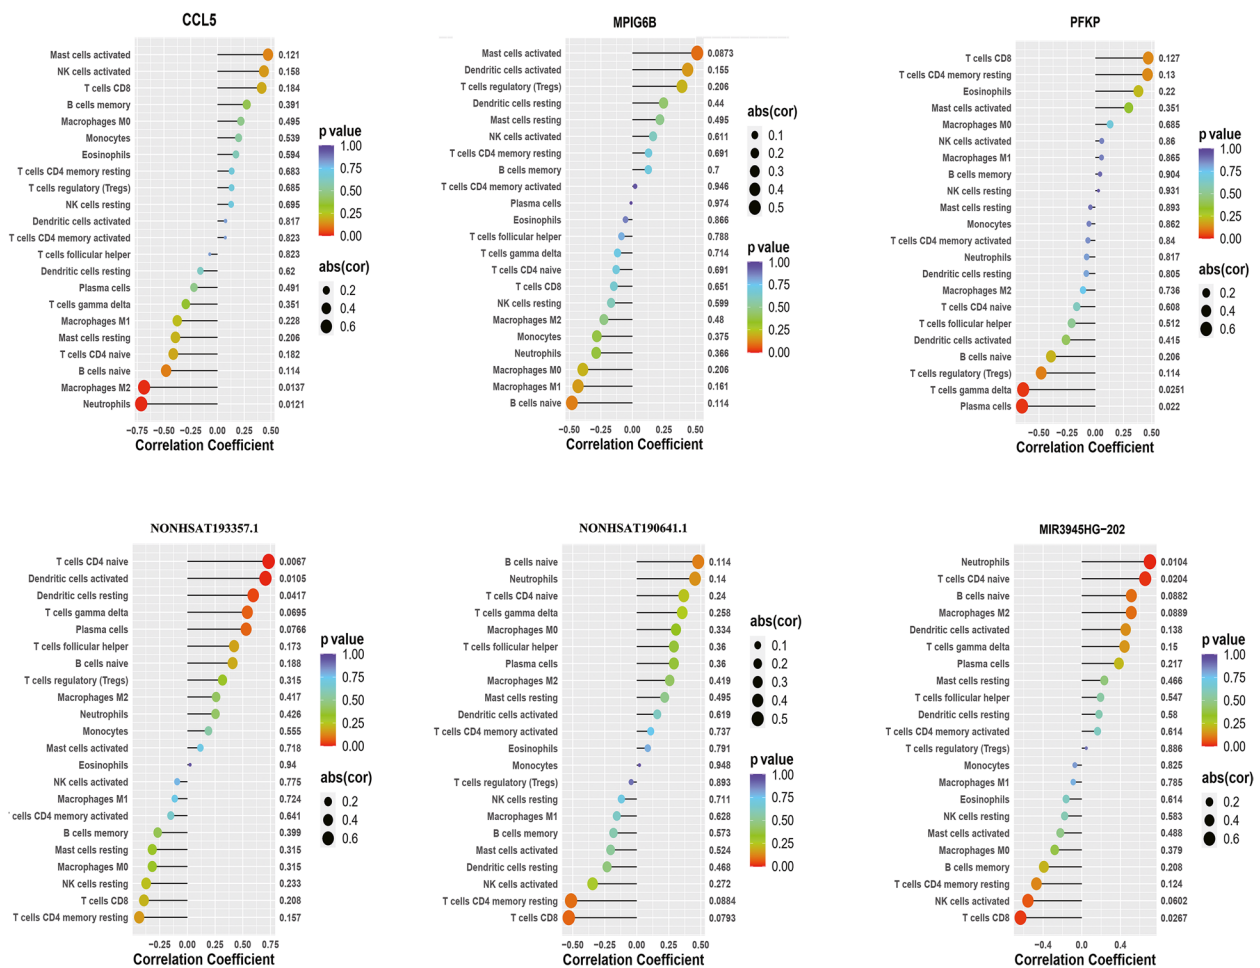 CCL5
Mast cells activated 0.121
NK cells activated 0.158
T cells CD8 0.184
B cells memory 0.391
Macrophages M0 0.495
Monocytes 0.539
Eosinophils 0.594
T cells CD4 memory resting 0.683
T cells regulatory (Tregs) 0.685
NK cells resting 0.695
Dendritic cells activated 0.817
T cells CD4 memory activated 0.823
T cells follicular helper 0.823
Dendritic cells resting 0.62
Plasma cells 0.491
T cells gamma delta 0.351
Macrophages M1 0.228
Mast cells resting 0.206
T cells CD4 naive 0.182
B cells naive 0.114
Macrophages M2 0.0137
Neutrophils 0.0121
−0.75 −0.50 −0.25 0.00 0.25 0.50
Correlation Coefficient
p value
1.00
0.75
0.50
0.25
0.00
abs(cor)
0.2
0.4
0.6
MPIG6B
Mast cells activated 0.0873
Dendritic cells activated 0.155
T cells regulatory (Tregs) 0.206
Dendritic cells resting 0.44
Mast cells resting 0.495
NK cells activated 0.611
T cells CD4 memory resting 0.691
B cells memory 0.7
T cells CD4 memory activated 0.946
Plasma cells 0.974
Eosinophils 0.866
T cells follicular helper 0.788
T cells gamma delta 0.714
T cells CD4 naive 0.691
T cells CD8 0.651
NK cells resting 0.599
Macrophages M2 0.48
Monocytes 0.375
Neutrophils 0.366
Macrophages M0 0.206
Macrophages M1 0.161
B cells naive 0.114
−0.50 −0.25 0.00 0.25 0.50
Correlation Coefficient
abs(cor)
0.1
0.2
0.3
0.4
0.5
p value
1.00
0.75
0.50
0.25
0.00
PFKP
T cells CD8 0.127
T cells CD4 memory resting 0.13
Eosinophils 0.22
Mast cells activated 0.351
Macrophages M0 0.685
NK cells activated 0.86
Macrophages M1 0.865
B cells memory 0.904
NK cells resting 0.931
Mast cells resting 0.893
Monocytes 0.862
T cells CD4 memory activated 0.84
Neutrophils 0.817
Dendritic cells resting 0.805
Macrophages M2 0.736
T cells CD4 naive 0.608
T cells follicular helper 0.512
Dendritic cells activated 0.415
B cells naive 0.206
T cells regulatory (Tregs) 0.114
T cells gamma delta 0.0251
Plasma cells 0.022
−0.50 −0.25 0.00 0.25 0.50
Correlation Coefficient
p value
1.00
0.75
0.50
0.25
0.00
abs(cor)
0.2
0.4
0.6
NONHSAT193357.1
T cells CD4 naive 0.0067
Dendritic cells activated 0.0105
Dendritic cells resting 0.0417
T cells gamma delta 0.0695
Plasma cells 0.0766
T cells follicular helper 0.173
B cells naive 0.188
T cells regulatory (Tregs) 0.315
Macrophages M2 0.417
Neutrophils 0.426
Monocytes 0.555
Mast cells activated 0.718
Eosinophils 0.94
NK cells activated 0.775
Macrophages M1 0.724
cells CD4 memory activated 0.641
B cells memory 0.399
Mast cells resting 0.315
Macrophages M0 0.315
NK cells resting 0.233
T cells CD8 0.208
T cells CD4 memory resting 0.157
−0.25 0.00 0.25 0.50 0.75
Correlation Coefficient
p value
1.00
0.75
0.50
0.25
0.00
abs(cor)
0.2
0.4
0.6
NONHSAT190641.1
B cells naive 0.114
Neutrophils 0.14
T cells CD4 naive 0.24
T cells gamma delta 0.258
Macrophages M0 0.334
T cells follicular helper 0.36
Plasma cells 0.36
Macrophages M2 0.419
Mast cells resting 0.495
Dendritic cells activated 0.619
T cells CD4 memory activated 0.737
Eosinophils 0.791
Monocytes 0.948
T cells regulatory (Tregs) 0.893
NK cells resting 0.711
Macrophages M1 0.628
B cells memory 0.573
Mast cells activated 0.524
Dendritic cells resting 0.468
NK cells activated 0.272
T cells CD4 memory resting 0.0884
T cells CD8 0.0793
−0.50 −0.25 0.00 0.25 0.50
Correlation Coefficient
abs(cor)
0.1
0.2
0.3
0.4
0.5
p value
1.00
0.75
0.50
0.25
0.00
MIR3945HG−202
Neutrophils 0.0104
T cells CD4 naive 0.0204
B cells naive 0.0882
Macrophages M2 0.0889
Dendritic cells activated 0.138
T cells gamma delta 0.15
Plasma cells 0.217
Mast cells resting 0.466
T cells follicular helper 0.547
Dendritic cells resting 0.58
T cells CD4 memory activated 0.614
T cells regulatory (Tregs) 0.886
Monocytes 0.825
Macrophages M1 0.785
Eosinophils 0.614
NK cells resting 0.583
Mast cells activated 0.488
Macrophages M0 0.379
B cells memory 0.208
T cells CD4 memory resting 0.124
NK cells activated 0.0602
T cells CD8 0.0267
−0.4 0.0 0.4
Correlation Coefficient
p value
1.00
0.75
0.50
0.25
0.00
abs(cor)
0.2
0.4
0.6